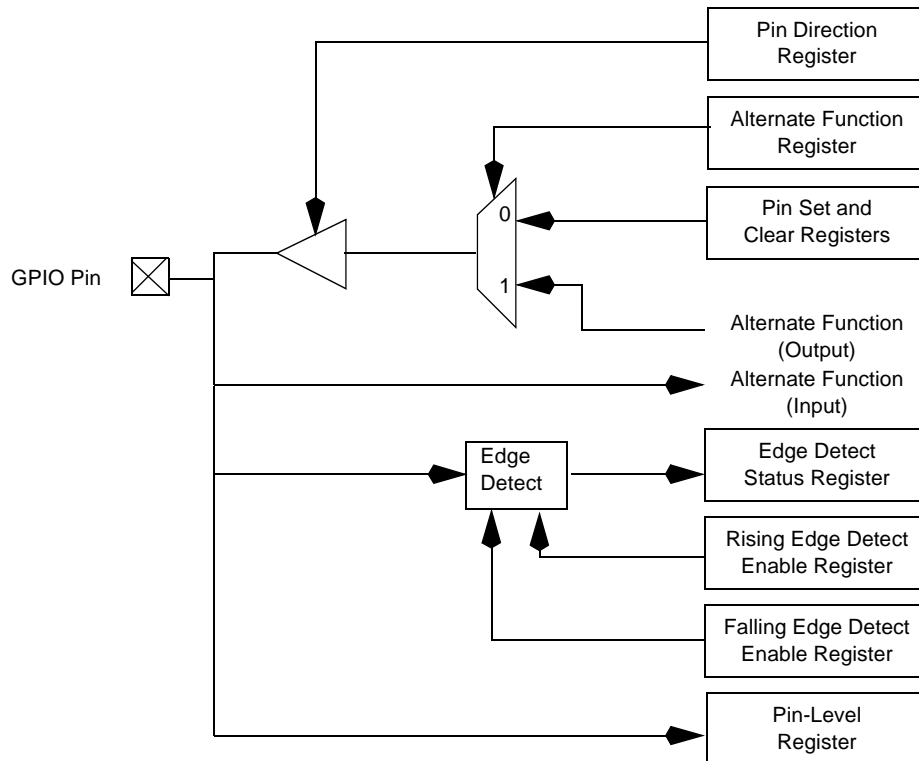 Pin Direction
Register
Alternate Function
Register
0
Pin Set and
Clear Registers
GPIO Pin
1
Alternate Function
(Output)
Alternate Function
(Input)
Edge
Detect
Edge Detect
Status Register
Rising Edge Detect
Enable Register
Falling Edge Detect
Enable Register
Pin-Level
Register